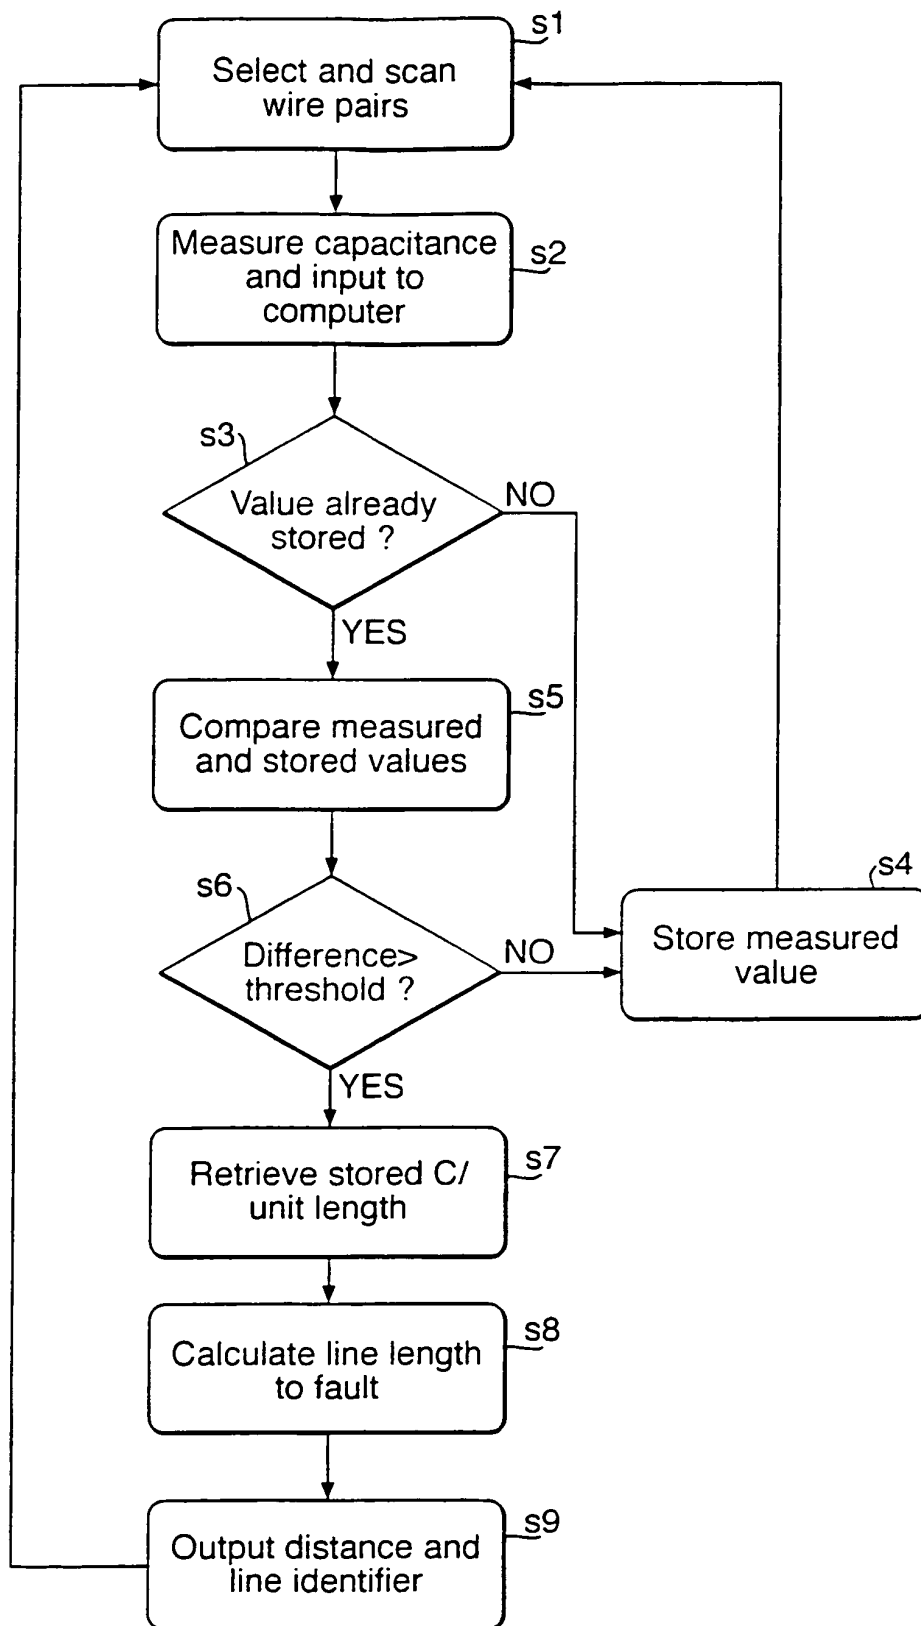 s1
Select and scan
wire pairs
Measure capacitance
and input to
computer
s2
s3
Value already
stored ?
NO
YES
s5
Compare measured
and stored values
s6
Difference>
threshold ?
NO
s4
Store measured
value
YES
s7
Retrieve stored C/
unit length
s8
Calculate line length
to fault
s9
Output distance and
line identifier